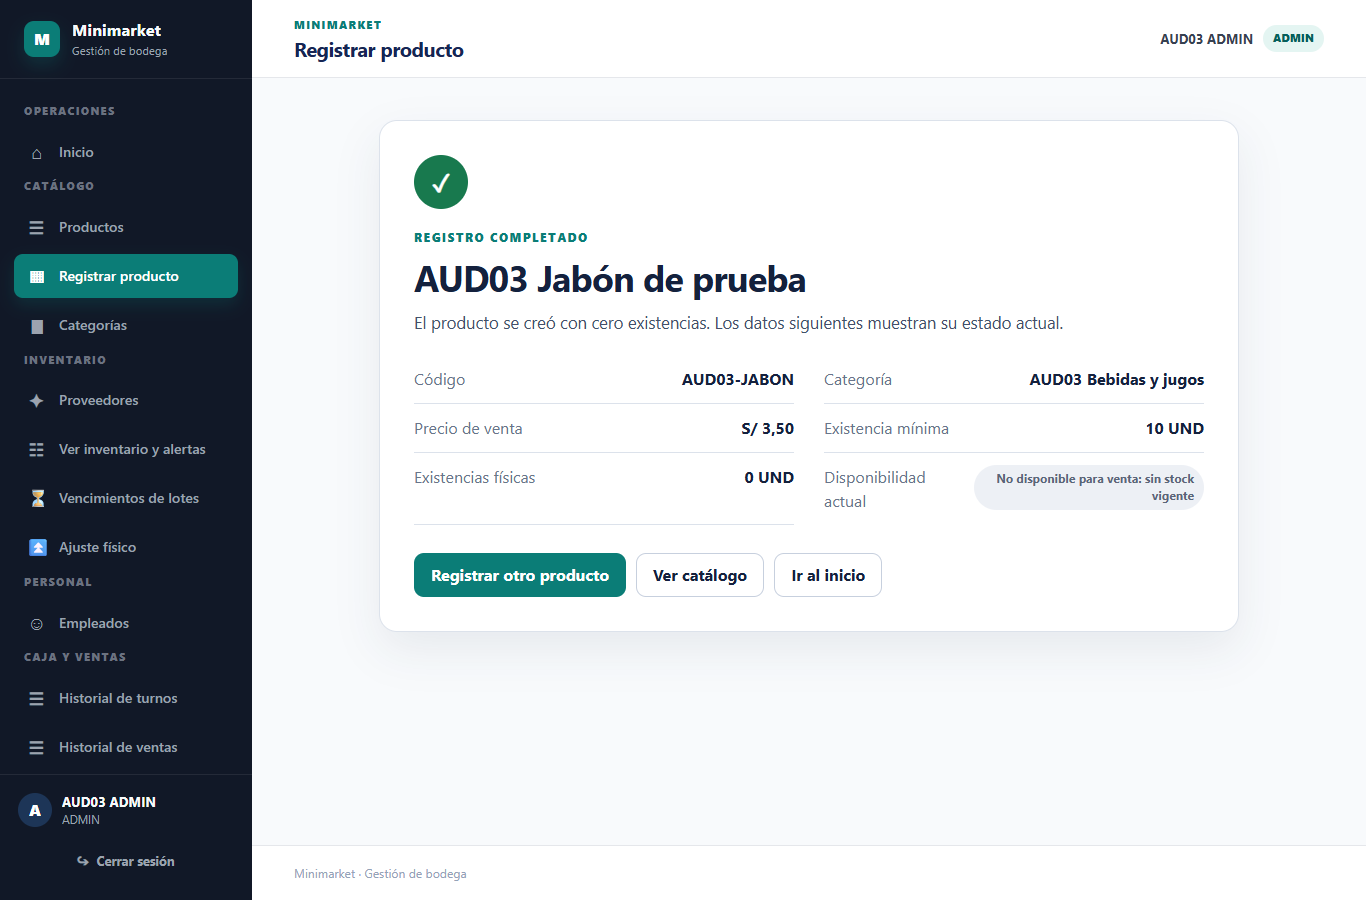 M
Minimarket
Gestión de bodega
OPERACIONES
Inicio
CATÁLOGO
Productos
Registrar producto
Categorías
INVENTARIO
Proveedores
Ver inventario y alertas
Vencimientos de lotes
Ajuste físico
PERSONAL
Empleados
CAJA Y VENTAS
Historial de turnos
Historial de ventas
A
AUD03 ADMIN
ADMIN
Cerrar sesión
MINIMARKET
Registrar producto
AUD03 ADMIN
ADMIN
REGISTRO COMPLETADO
AUD03 Jabón de prueba
El producto se creó con cero existencias. Los datos siguientes muestran su estado actual.
Código
AUD03-JABON
Categoría
AUD03 Bebidas y jugos
Precio de venta
S/ 3,50
Existencia mínima
10 UND
Existencias físicas
0 UND
Disponibilidad
actual
No disponible para venta: sin stock
vigente
Registrar otro producto
Ver catálogo
Ir al inicio
Minimarket · Gestión de bodega